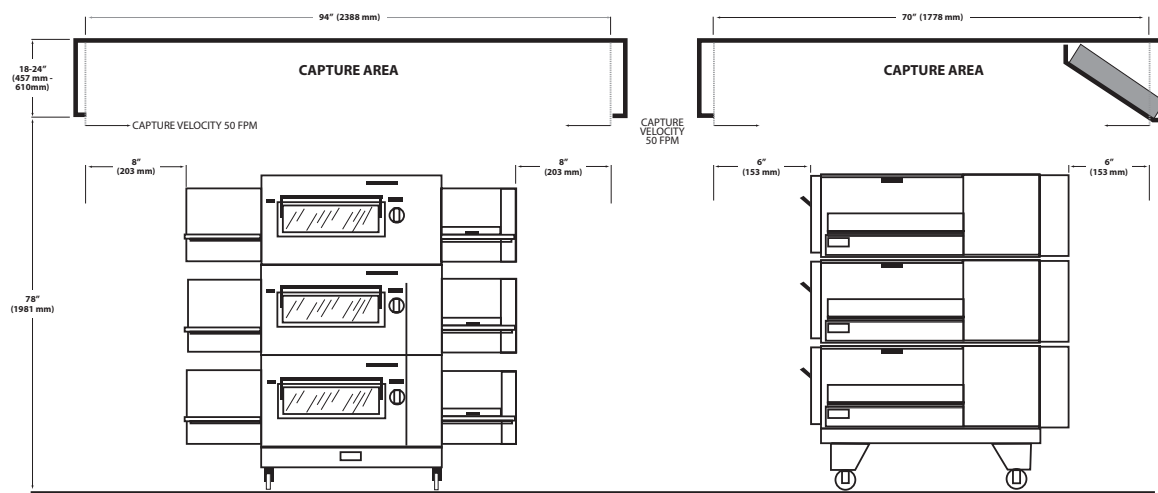 94" (2388 mm)
70" (1778 mm)
18-24"
(457 mm -
610mm)
CAPTURE AREA
CAPTURE AREA
CAPTURE VELOCITY 50 FPM
CAPTURE
VELOCITY
50 FPM
8"
(203 mm)
8"
(203 mm)
6"
(153 mm)
6"
(153 mm)
78"
(1981 mm)